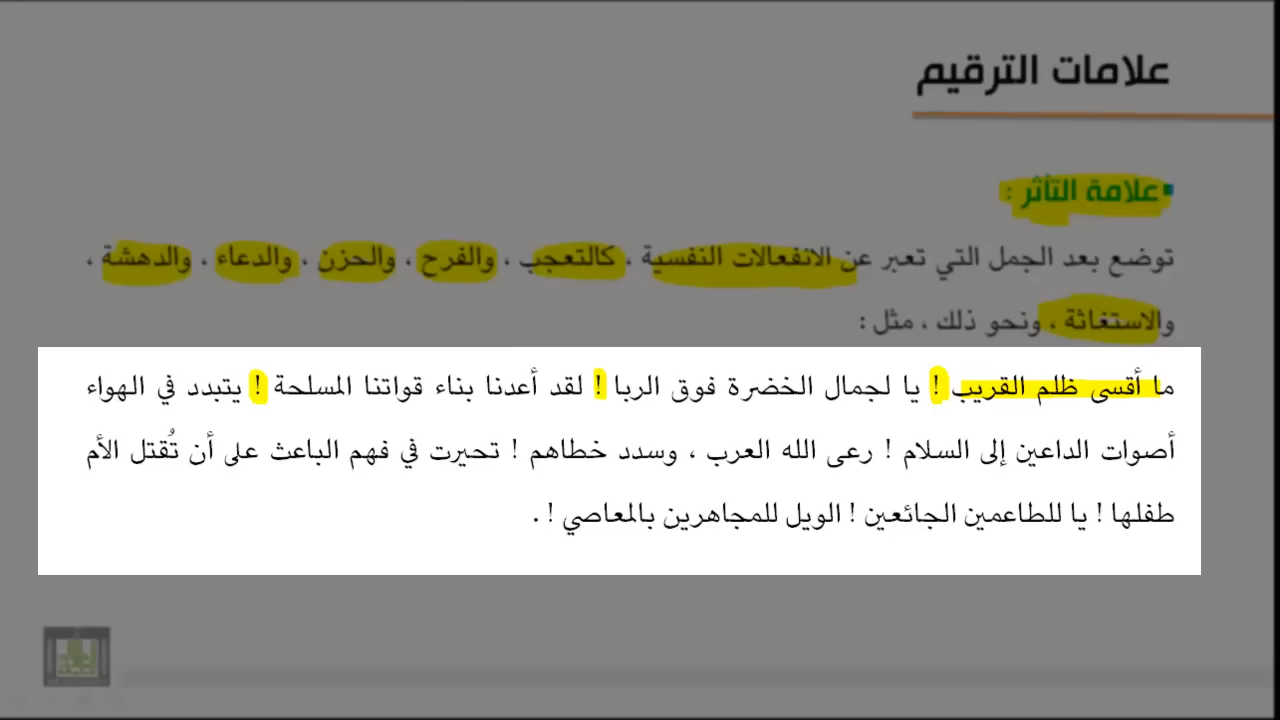 علامات الترقيم
▪علامة التأثر :
توضع بعد الجمل التي تعبر عن الانفعالات النفسية ، كالتعجب ، والفرح ، والحزن ، والدعاء ، والدهشة ،
والاستغاثة ، ونحو ذلك ، مثل :
ما أقسى ظلم القريب ! يا لجمال الخضرة فوق الربا ! لقد أعدنا بناء قواتنا المسلحة ! يتبدد في الهواء
أصوات الداعين إلى السلام ! رعى الله العرب ، وسدد خطاهم ! تحيرت في فهم الباعث على أن تُقتل الأم
طفلها ! يا للطاعمين الجائعين ! الويل للمجاهرين بالمعاصي ! .